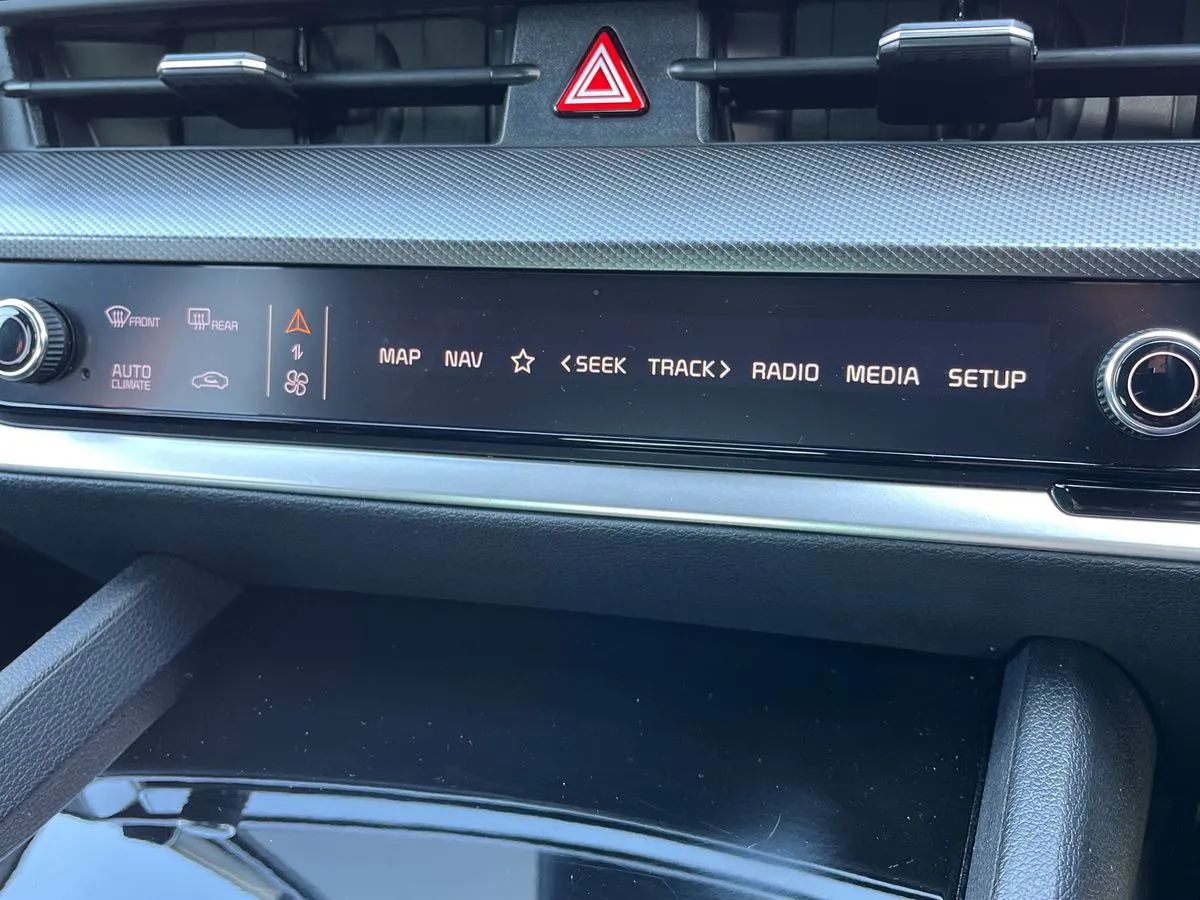 FRONT
REAR
AUTO
CLIMATE
MAP NAV ☆ <SEEK TRACK> RADIO MEDIA SETUP